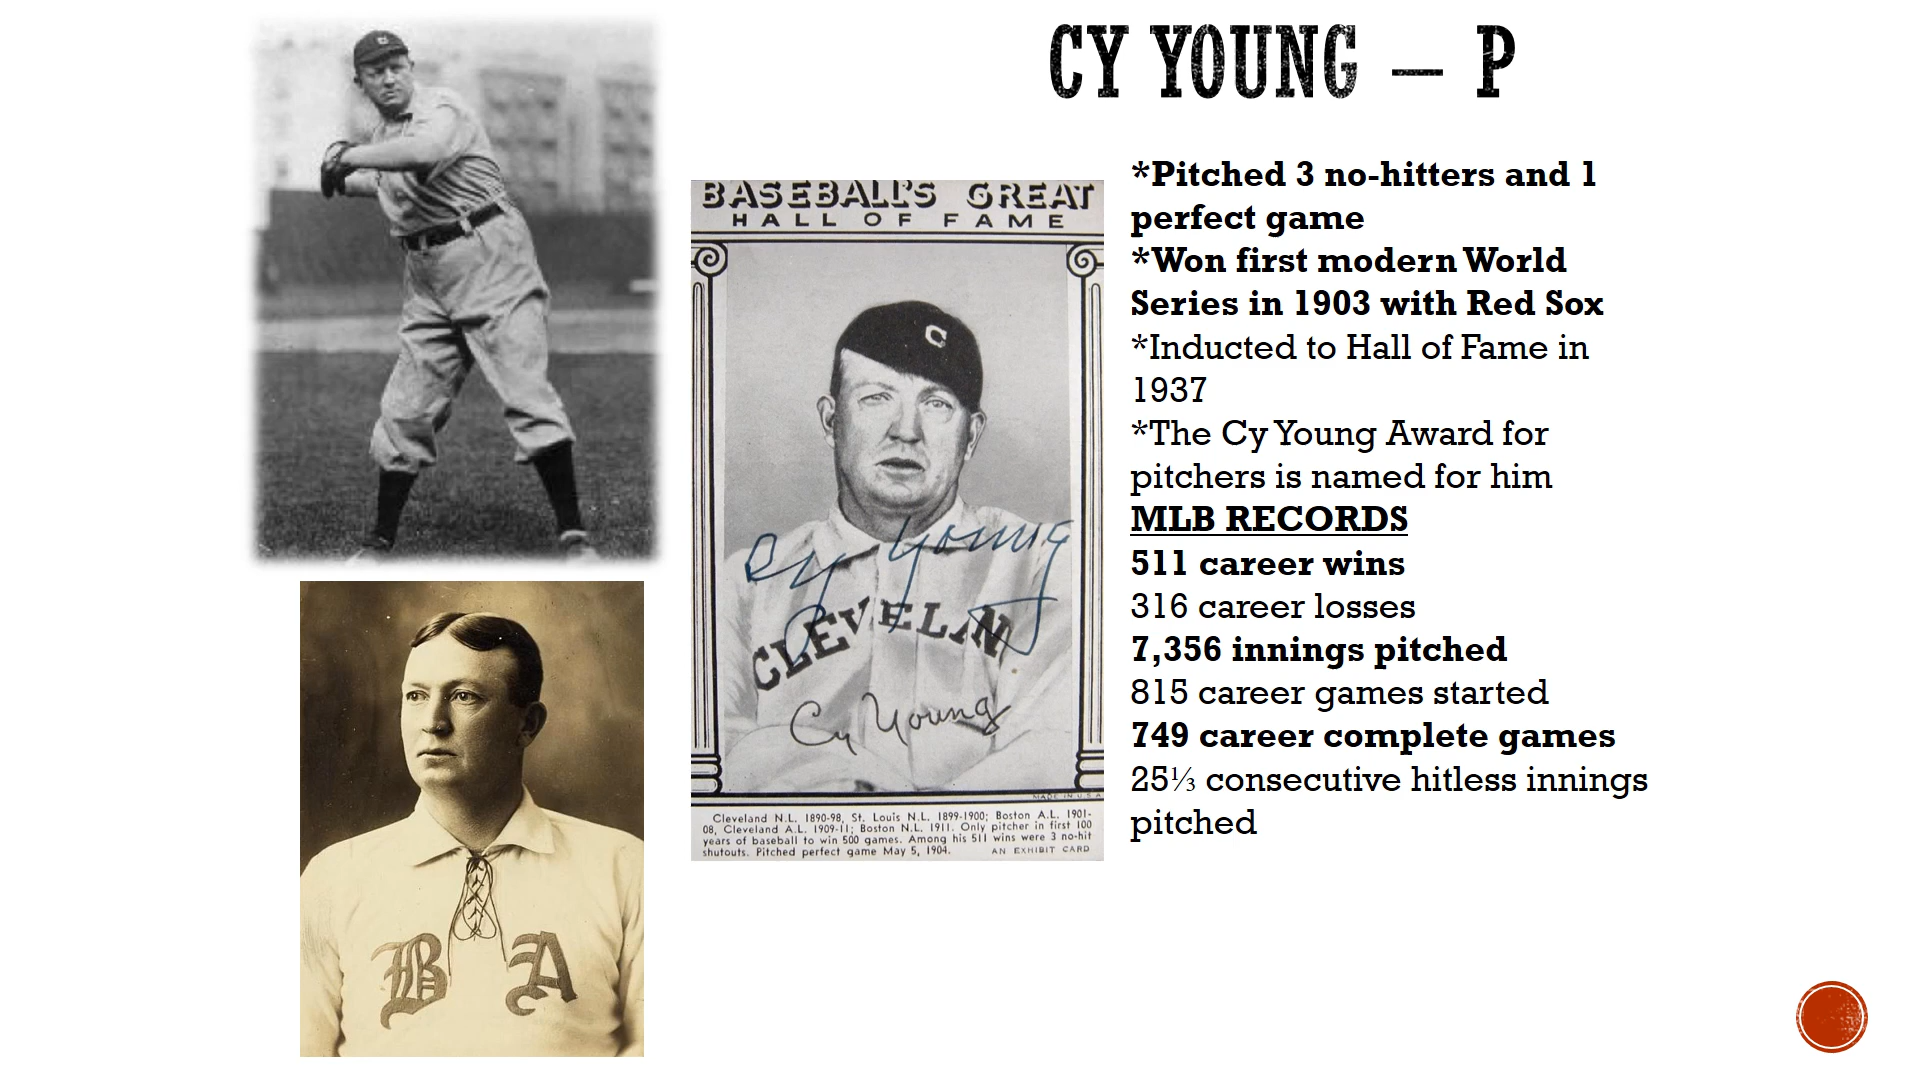 CY YOUNG – P
C
BASEBALL'S GREAT
HALL OF FAME
C
Cy Young
CLEVELAN
Cy Young
MADE IN U.S.A.
Cleveland N.L. 1890-98, St. Louis N.L. 1899-1900; Boston A.L. 1901-
08, Cleveland A.L. 1909-11; Boston N.L. 1911. Only pitcher in first 100
years of baseball to win 500 games. Among his 511 wins were 3 no-hit
shutouts. Pitched perfect game May 5, 1904. AN EXHIBIT CARD
B A
*Pitched 3 no-hitters and 1
perfect game
*Won first modern World
Series in 1903 with Red Sox
*Inducted to Hall of Fame in
1937
*The Cy Young Award for
pitchers is named for him
MLB RECORDS
511 career wins
316 career losses
7,356 innings pitched
815 career games started
749 career complete games
25⅓ consecutive hitless innings
pitched